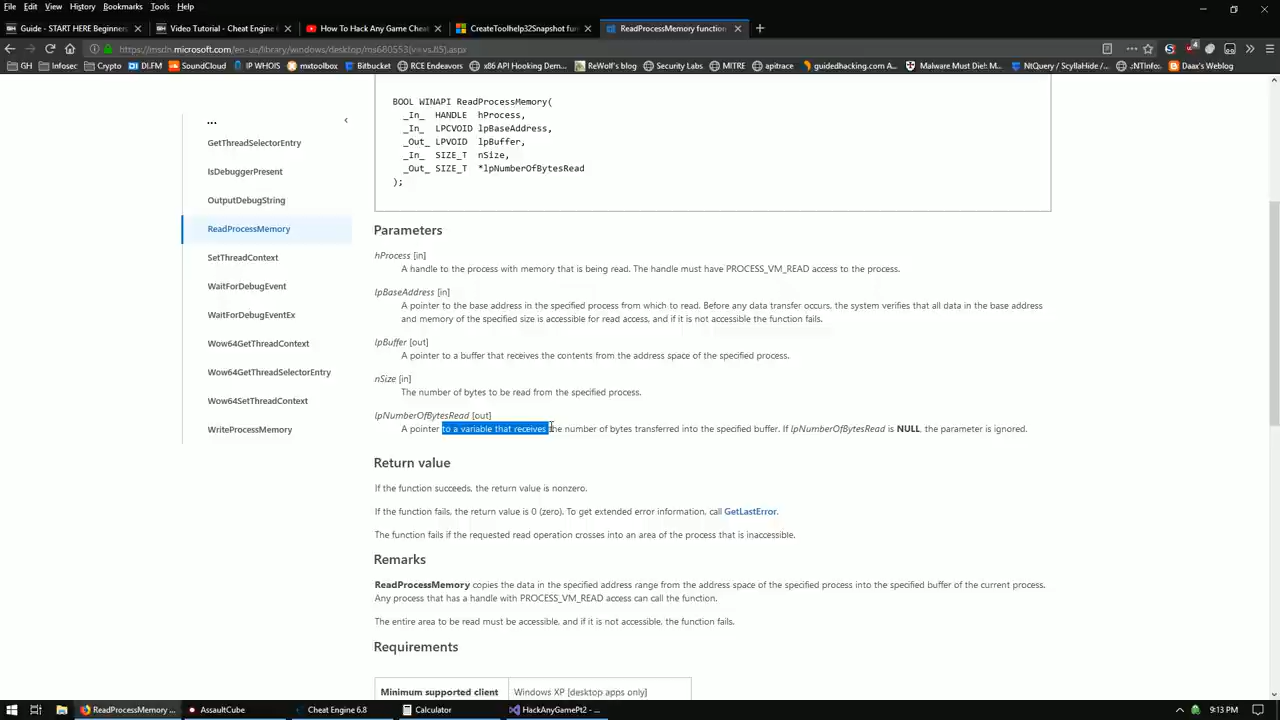 File Edit View History Bookmarks Tools Help
Guide - START HERE Beginners
Video Tutorial - Cheat Engine
How To Hack Any Game Cheat
CreateToolhelp32Snapshot fun
ReadProcessMemory function
https://msdn.microsoft.com/en-us/library/windows/desktop/ms680553(v=vs.85).aspx
GH Infosec Crypto DLFM SoundCloud IP WHOIS mxtoolbox Bitbucket RCE Endeavors x86 API Hooking Dem... ReWolf's blog Security Labs MITRE apitrace guidedhacking.com A... Malware Must Die!: M... NtQuery / ScyllaHide /... .:NTInfo:. Daax's Weblog
BOOL WINAPI ReadProcessMemory(
_In_ HANDLE hProcess,
_In_ LPCVOID lpBaseAddress,
_Out_ LPVOID lpBuffer,
_In_ SIZE_T nSize,
_Out_ SIZE_T *lpNumberOfBytesRead
);
...
GetThreadSelectorEntry
IsDebuggerPresent
OutputDebugString
ReadProcessMemory
SetThreadContext
WaitForDebugEvent
WaitForDebugEventEx
Wow64GetThreadContext
Wow64GetThreadSelectorEntry
Wow64SetThreadContext
WriteProcessMemory
Parameters
hProcess [in]
A handle to the process with memory that is being read. The handle must have PROCESS_VM_READ access to the process.
lpBaseAddress [in]
A pointer to the base address in the specified process from which to read. Before any data transfer occurs, the system verifies that all data in the base address
and memory of the specified size is accessible for read access, and if it is not accessible the function fails.
lpBuffer [out]
A pointer to a buffer that receives the contents from the address space of the specified process.
nSize [in]
The number of bytes to be read from the specified process.
lpNumberOfBytesRead [out]
A pointer to a variable that receives the number of bytes transferred into the specified buffer. If lpNumberOfBytesRead is NULL, the parameter is ignored.
Return value
If the function succeeds, the return value is nonzero.
If the function fails, the return value is 0 (zero). To get extended error information, call GetLastError.
The function fails if the requested read operation crosses into an area of the process that is inaccessible.
Remarks
ReadProcessMemory copies the data in the specified address range from the address space of the specified process into the specified buffer of the current process.
Any process that has a handle with PROCESS_VM_READ access can call the function.
The entire area to be read must be accessible, and if it is not accessible, the function fails.
Requirements
Minimum supported client Windows XP [desktop apps only]
ReadProcessMemory ... AssaultCube Cheat Engine 6.8 Calculator HackAnyGamePt2 - ... 9:13 PM